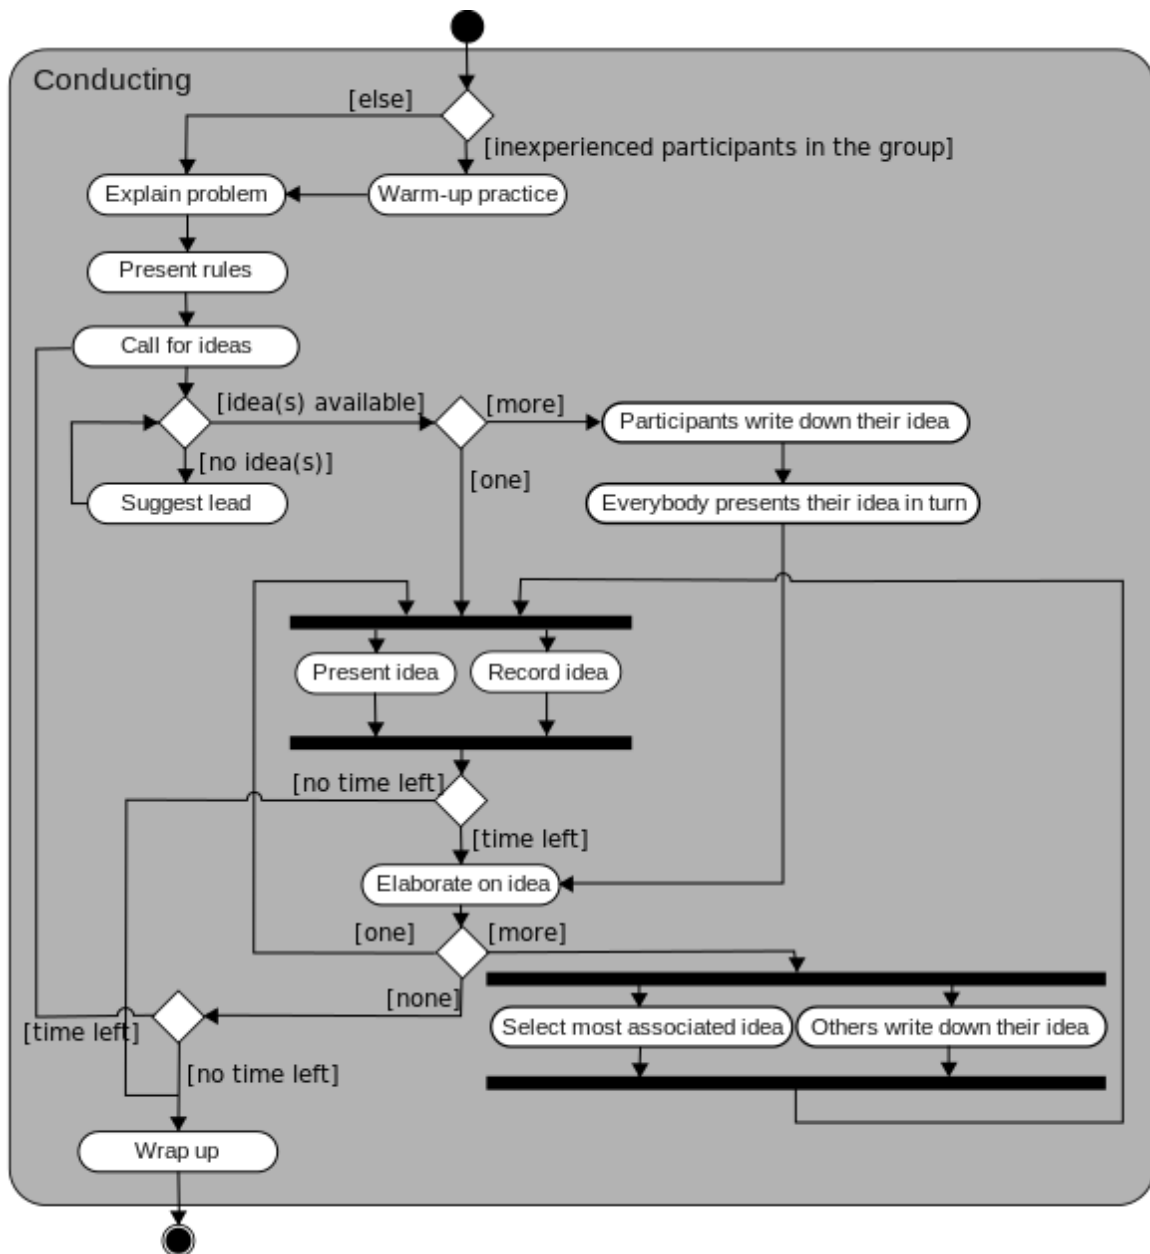 Conducting
[else]
[inexperienced participants in the group]
Explain problem
Warm-up practice
Present rules
Call for ideas
[idea(s) available]
[more]
Participants write down their idea
[no idea(s)]
[one]
Suggest lead
Everybody presents their idea in turn
Present idea
Record idea
[no time left]
[time left]
Elaborate on idea
[one]
[more]
[none]
Select most associated idea
Others write down their idea
[time left]
[no time left]
Wrap up